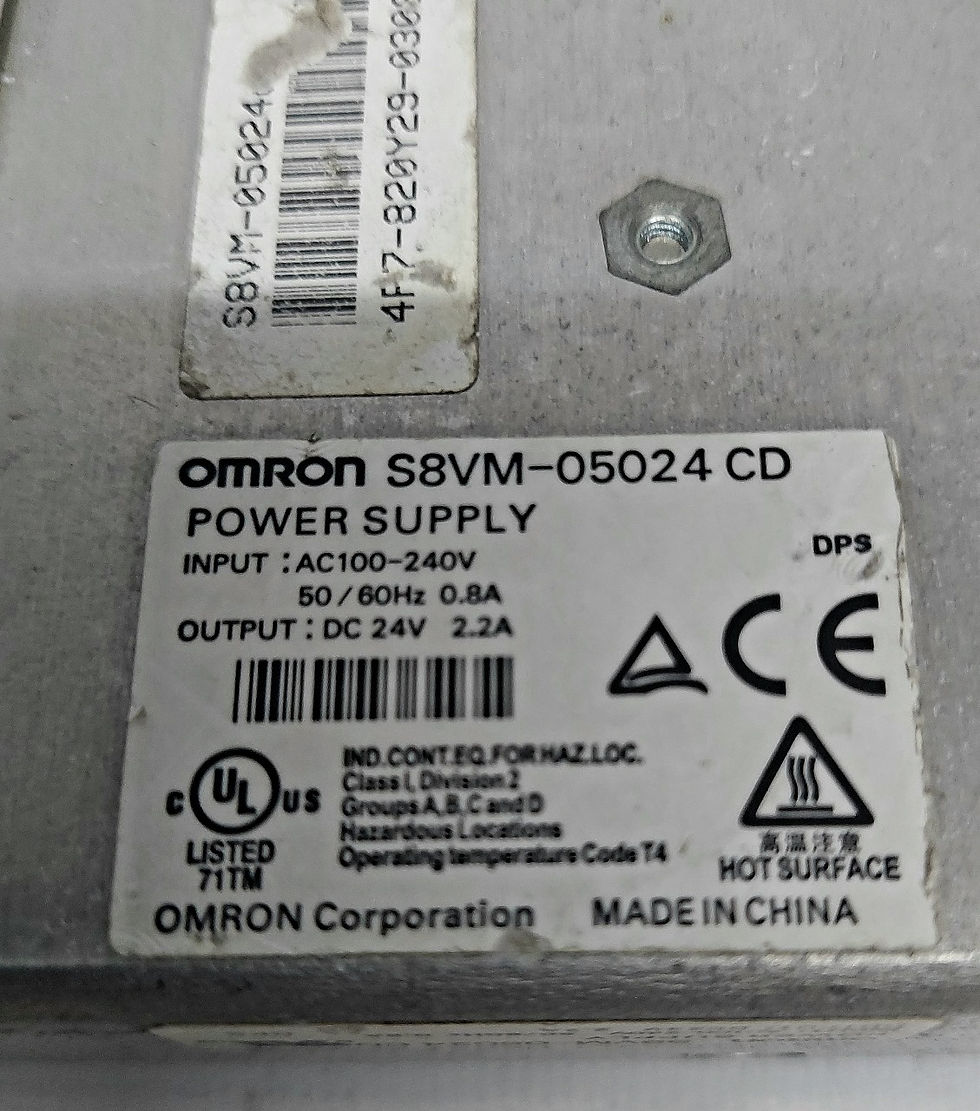 S8VM-05024
4F7-820Y29-030
OMRON S8VM-05024 CD
POWER SUPPLY
DPS
INPUT : AC100-240V
50/60Hz 0.8A
OUTPUT : DC 24V 2.2A
CE
C UL US
LISTED
71TM
IND.CONT.EQ.FOR HAZ.LOC.
Class I, Division 2
Groups A, B, C and D
Hazardous Locations
Operating temperature Code T4
高温注意
HOT SURFACE
OMRON Corporation MADE IN CHINA